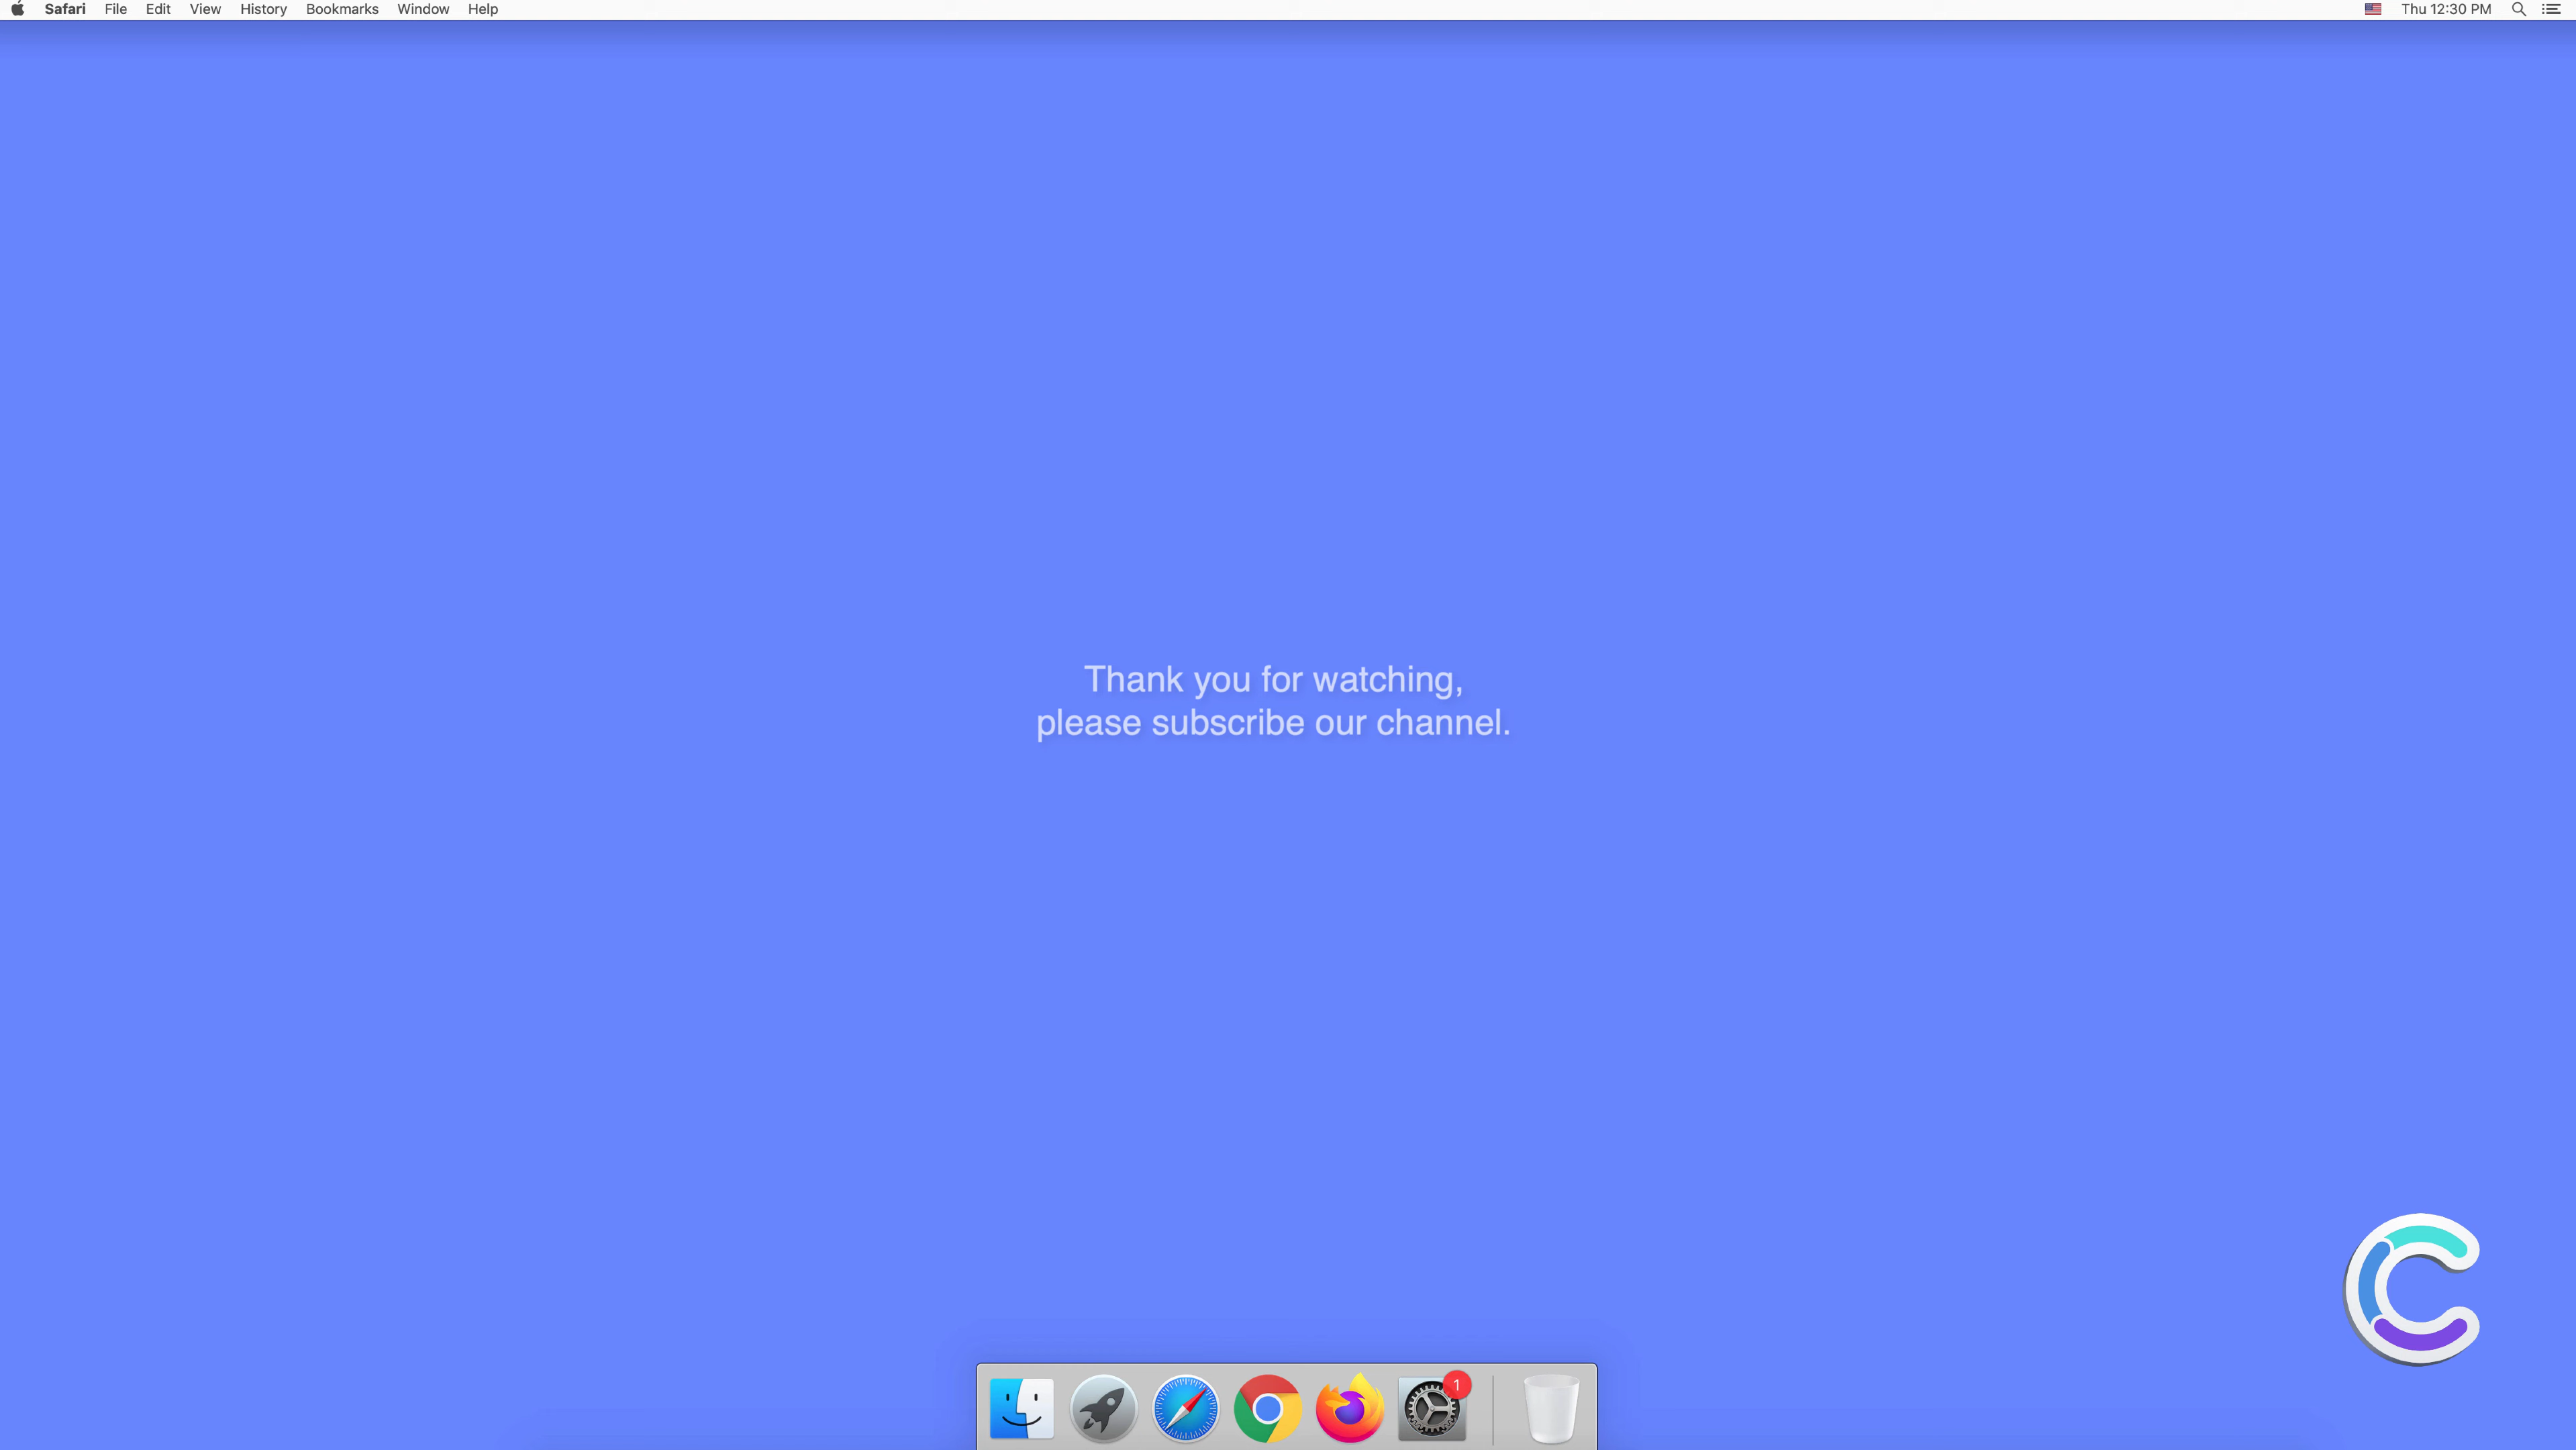 Safari File Edit View History Bookmarks Window Help Thu 12:30 PM
Thank you for watching,
please subscribe our channel.
1